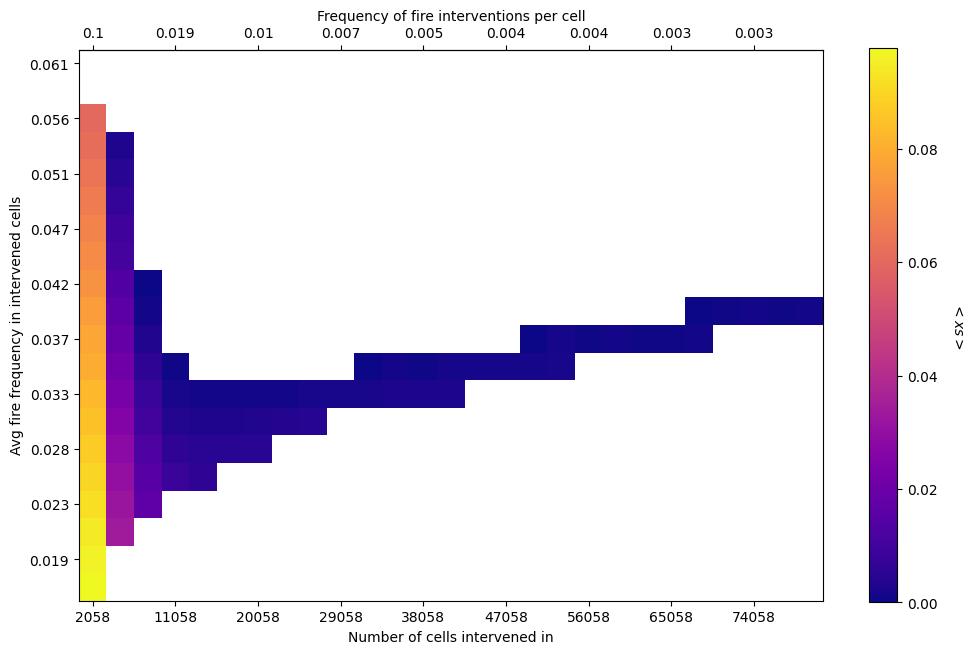 Frequency of fire interventions per cell
0.1 0.019 0.01 0.007 0.005 0.004 0.004 0.003 0.003
Avg fire frequency in intervened cells
0.061
0.056
0.051
0.047
0.042
0.037
0.033
0.028
0.023
0.019
2058 11058 20058 29058 38058 47058 56058 65058 74058
Number of cells intervened in
0.08
0.06
0.04
0.02
0.00
< sx >